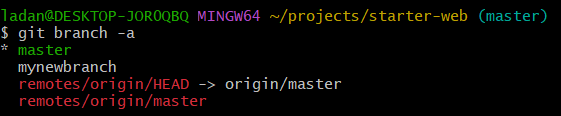 ladan@DESKTOP-JOR0QBQ MINGW64 ~/projects/starter-web (master)
$ git branch -a
* master
  mynewbranch
  remotes/origin/HEAD -> origin/master
  remotes/origin/master